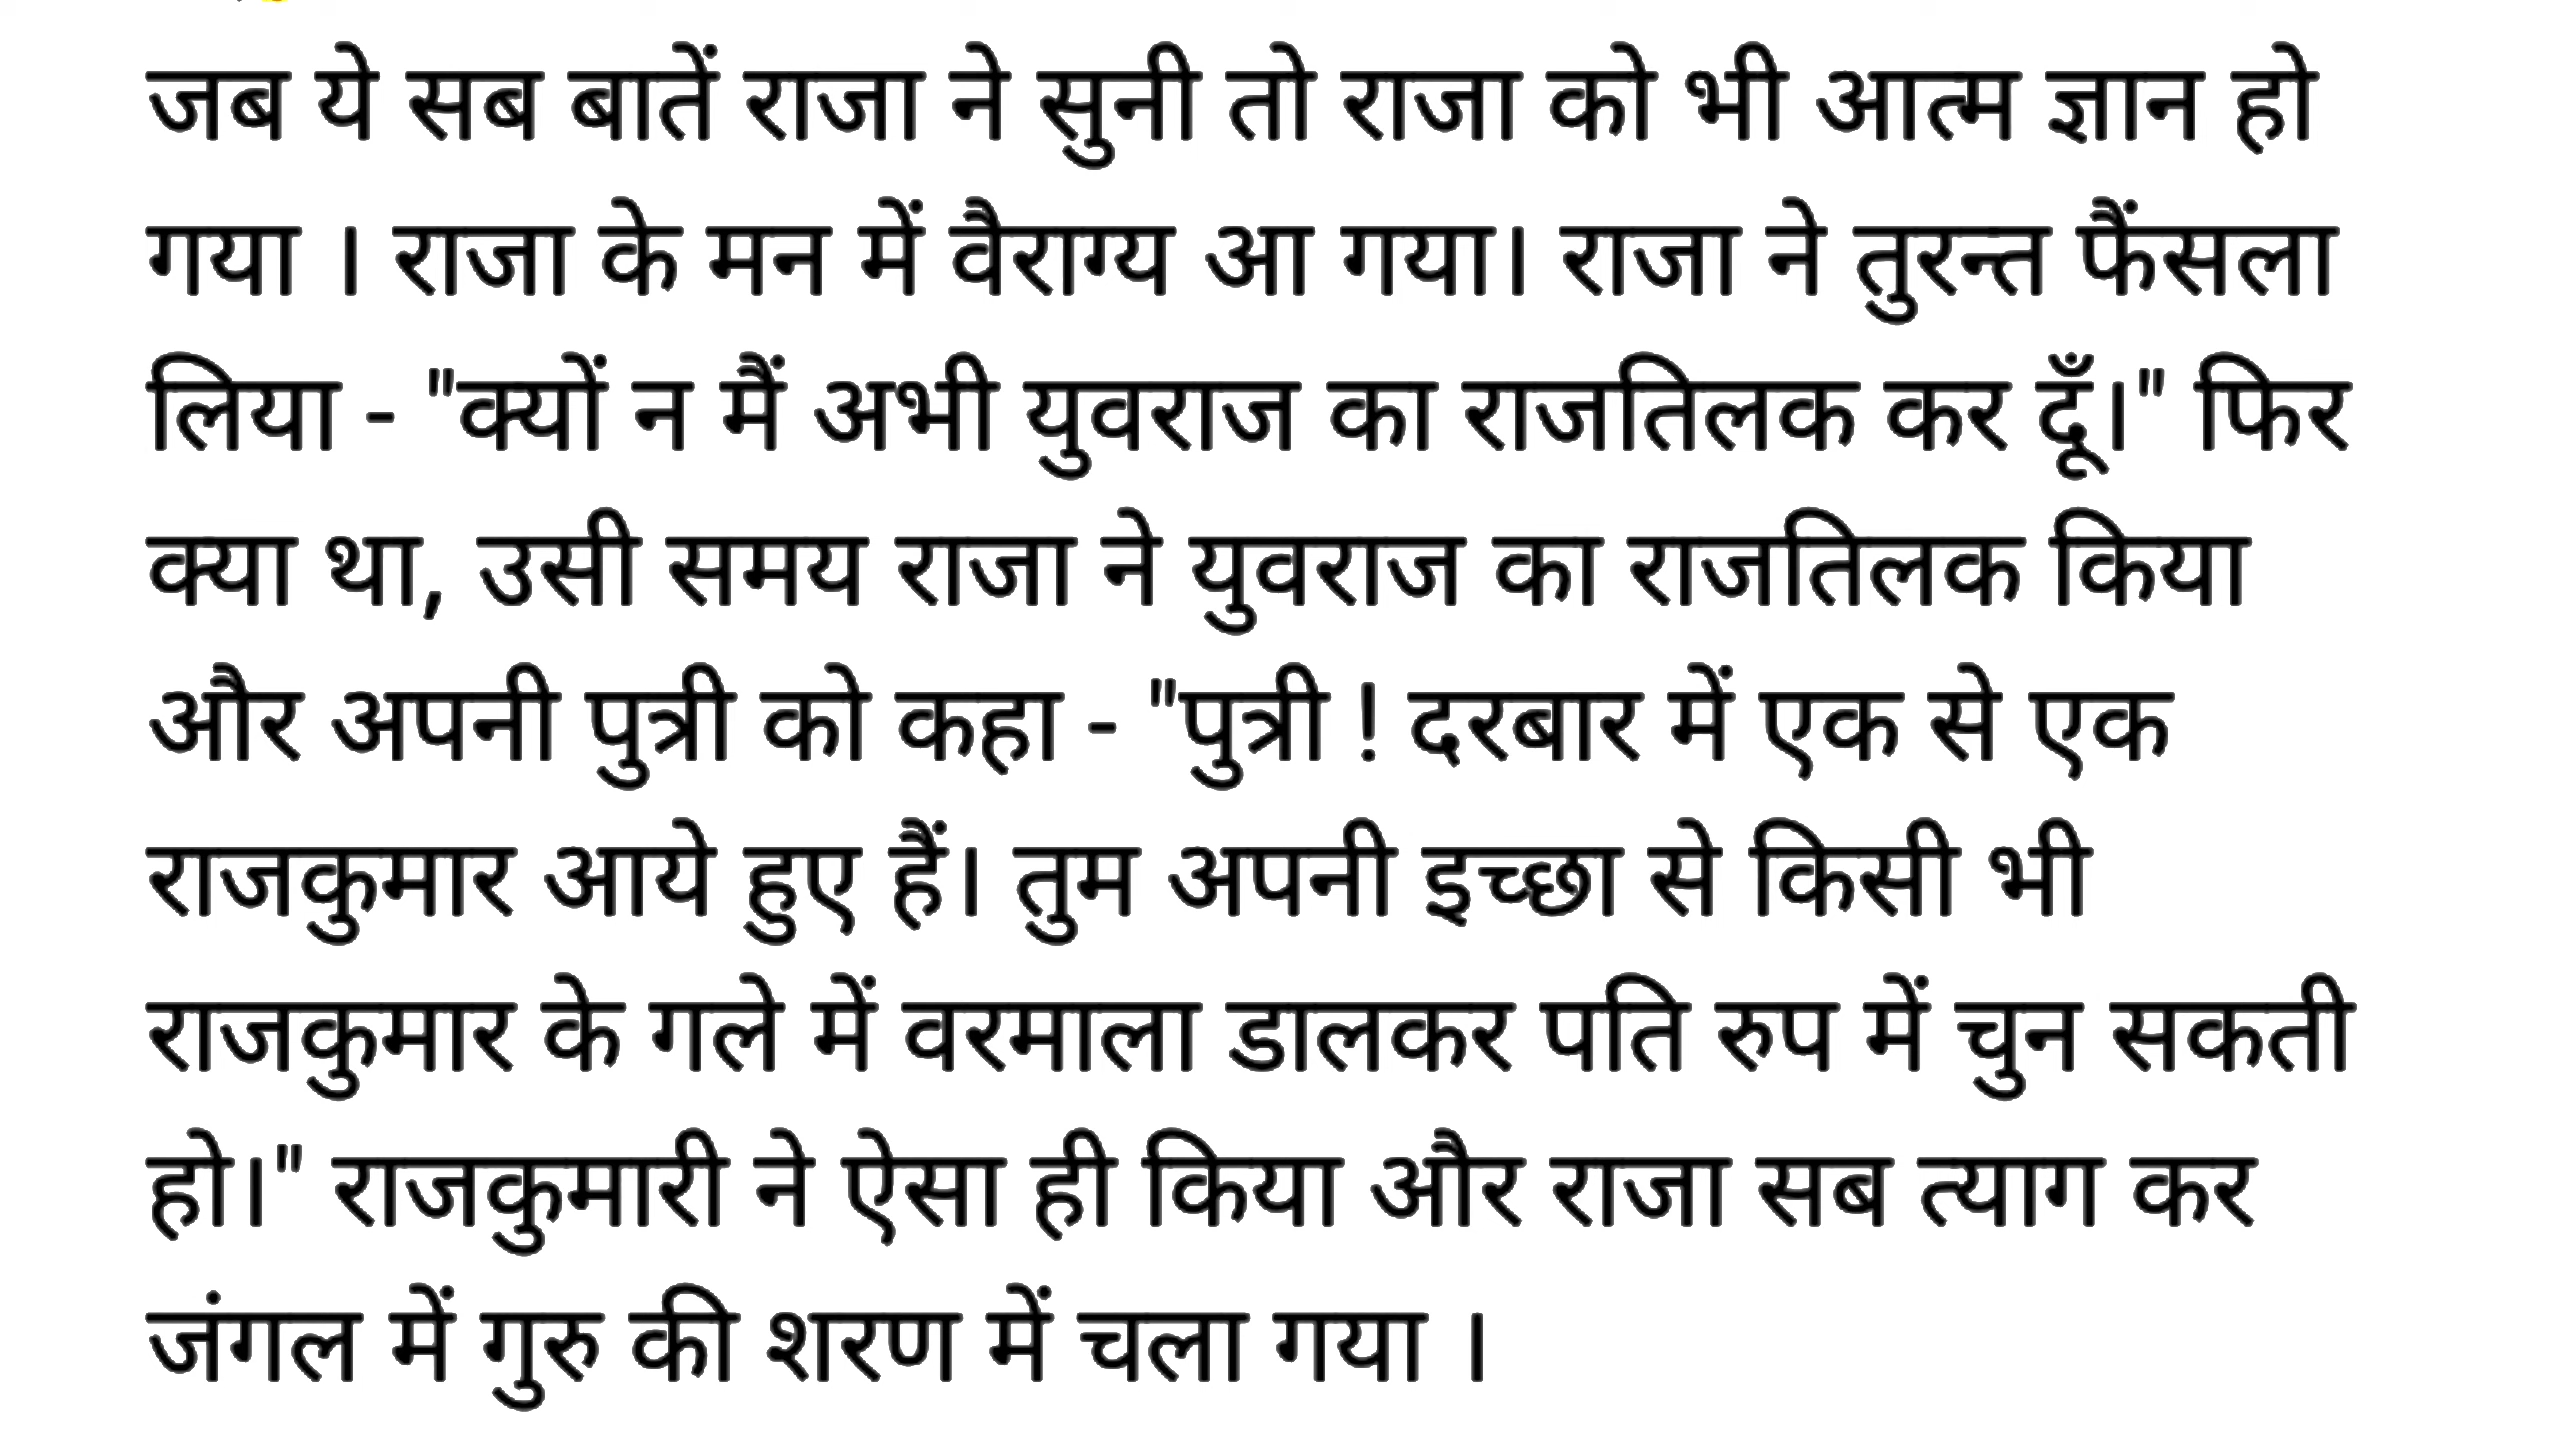 जब ये सब बातें राजा ने सुनी तो राजा को भी आत्म ज्ञान हो
गया । राजा के मन में वैराग्य आ गया। राजा ने तुरन्त फैंसला
लिया - "क्यों न मैं अभी युवराज का राजतिलक कर दूँ।" फिर
क्या था, उसी समय राजा ने युवराज का राजतिलक किया
और अपनी पुत्री को कहा - "पुत्री ! दरबार में एक से एक
राजकुमार आये हुए हैं। तुम अपनी इच्छा से किसी भी
राजकुमार के गले में वरमाला डालकर पति रुप में चुन सकती
हो।" राजकुमारी ने ऐसा ही किया और राजा सब त्याग कर
जंगल में गुरु की शरण में चला गया ।